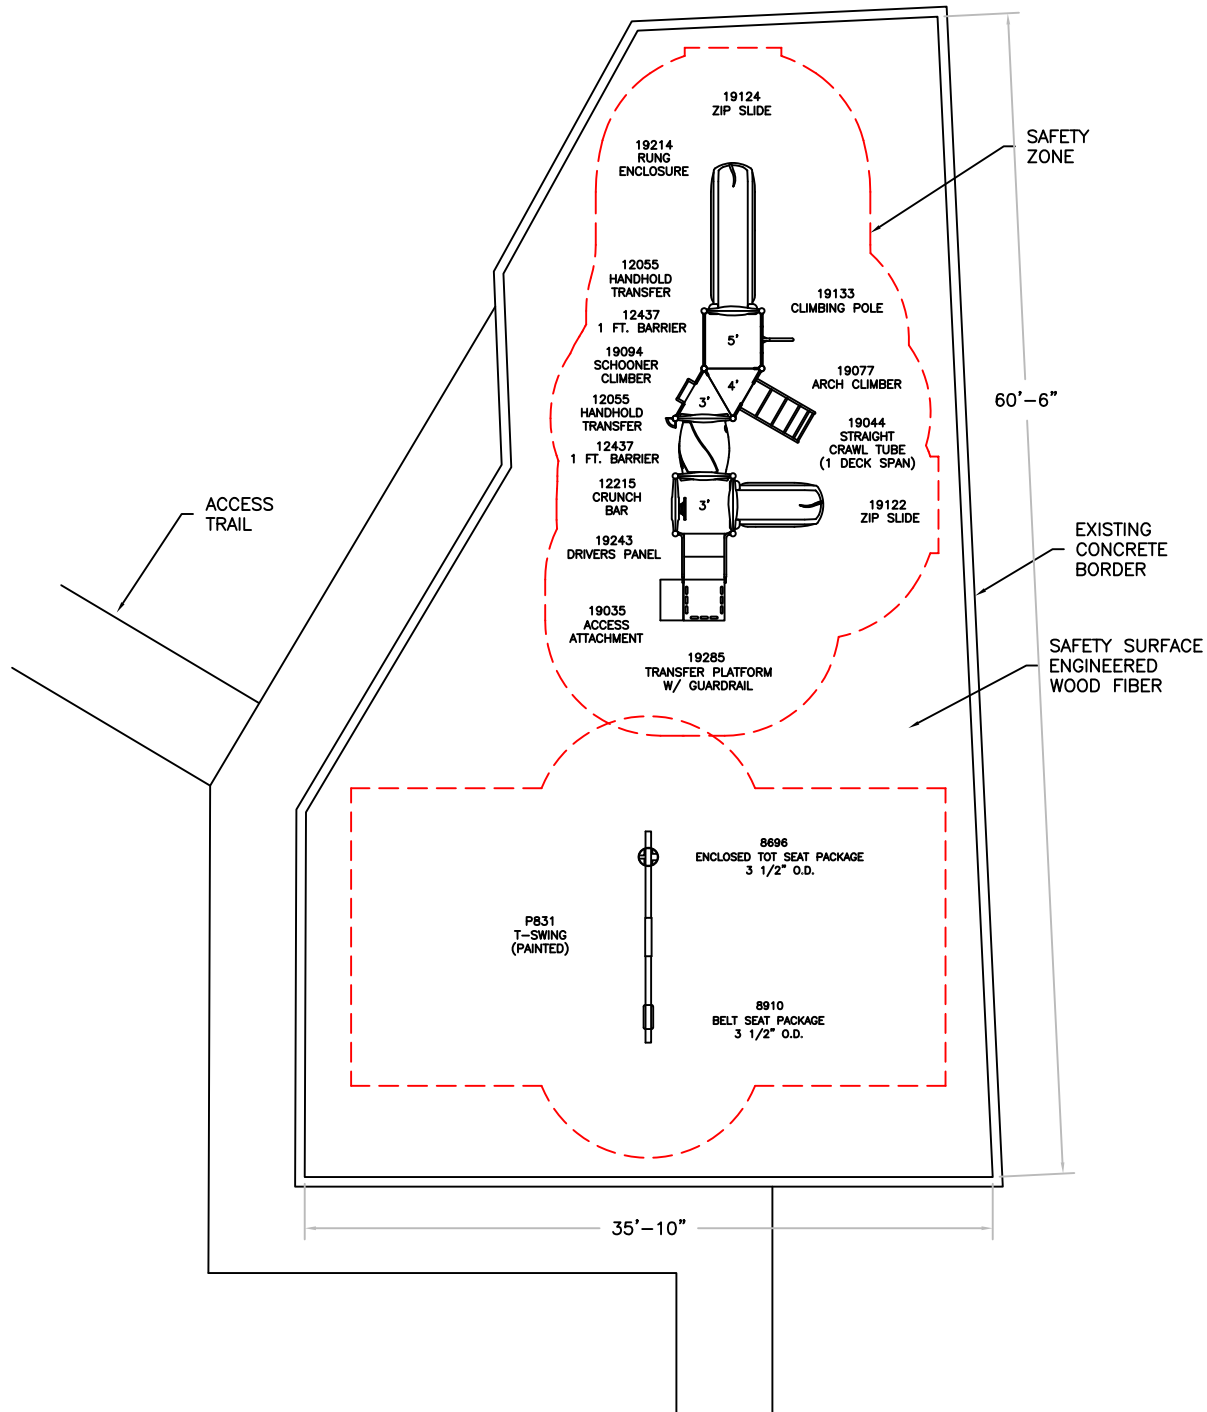 19124
ZIP SLIDE
SAFETY
ZONE
19214
RUNG
ENCLOSURE
12055
HANDHOLD
TRANSFER
19133
CLIMBING POLE
12437
1 FT. BARRIER
5'
19094
SCHOONER
CLIMBER
4'
19077
ARCH CLIMBER
60'-6"
3'
12055
HANDHOLD
TRANSFER
19044
STRAIGHT
CRAWL TUBE
(1 DECK SPAN)
12437
1 FT. BARRIER
12215
CRUNCH
BAR
3'
19122
ZIP SLIDE
ACCESS
TRAIL
19243
DRIVERS PANEL
EXISTING
CONCRETE
BORDER
19035
ACCESS
ATTACHMENT
19285
TRANSFER PLATFORM
W/ GUARDRAIL
SAFETY SURFACE
ENGINEERED
WOOD FIBER
8696
ENCLOSED TOT SEAT PACKAGE
3 1/2" O.D.
P831
T-SWING
(PAINTED)
8910
BELT SEAT PACKAGE
3 1/2" O.D.
35'-10"